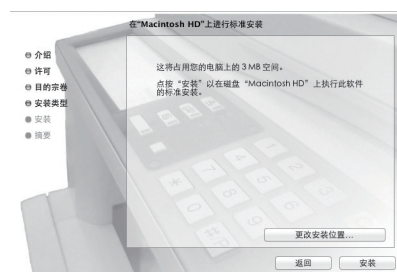 在“Macintosh HD”上进行标准安装
介绍
许可
目的宗卷
安装类型
安装
摘要
这将占用您的电脑上的 3 MB 空间。
点按“安装”以在磁盘“Macintosh HD”上执行此软件
的标准安装。
更改安装位置...
返回
安装